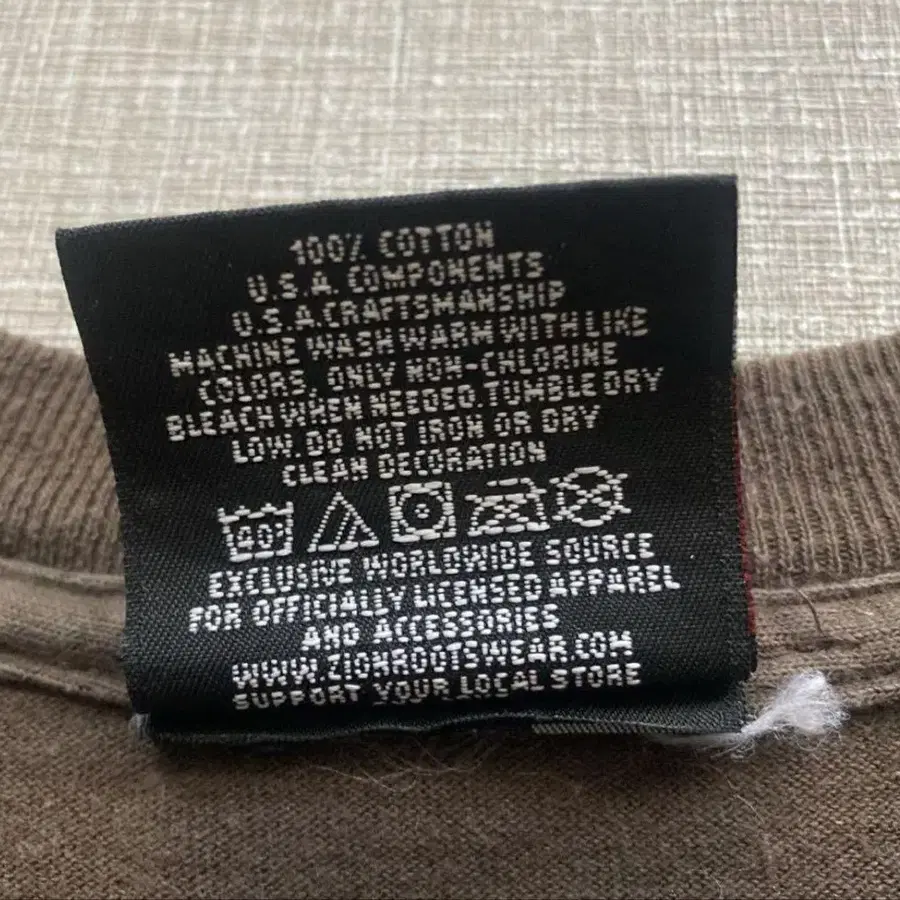 100% COTTON
U.S.A. COMPONENTS
U.S.A.CRAFTSMANSHIP
MACHINE WASH WARM WITH LIKE
COLORS. ONLY NON-CHLORINE
BLEACH WHEN NEEDED.TUMBLE DRY
LOW. DO NOT IRON OR DRY
CLEAN DECORATION
40°
EXCLUSIVE WORLDWIDE SOURCE
FOR OFFICIALLY LICENSED APPAREL
AND ACCESSORIES
WWW.ZIONROOTSWEAR.COM
SUPPORT YOUR LOCAL STORE